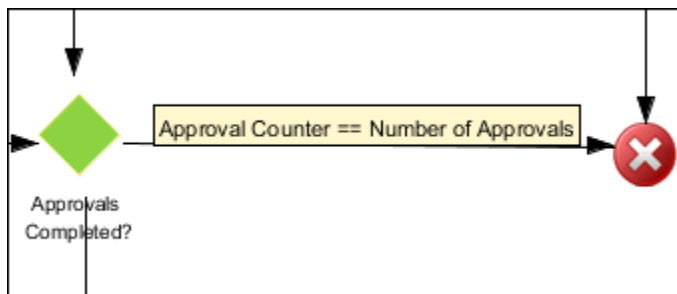 Approval Counter == Number of Approvals
Approvals
Completed?